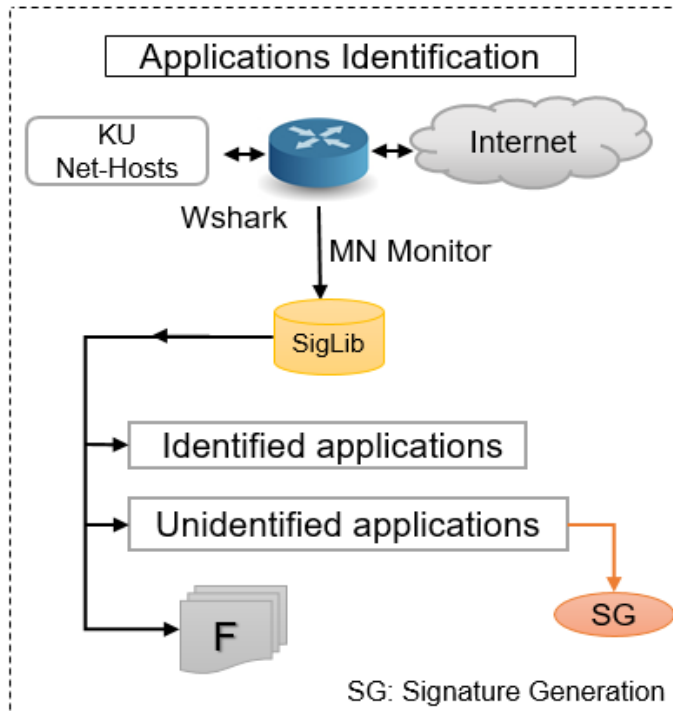 Applications Identification
KU
Net-Hosts
Internet
Wshark
MN Monitor
SigLib
Identified applications
Unidentified applications
F
SG
SG: Signature Generation